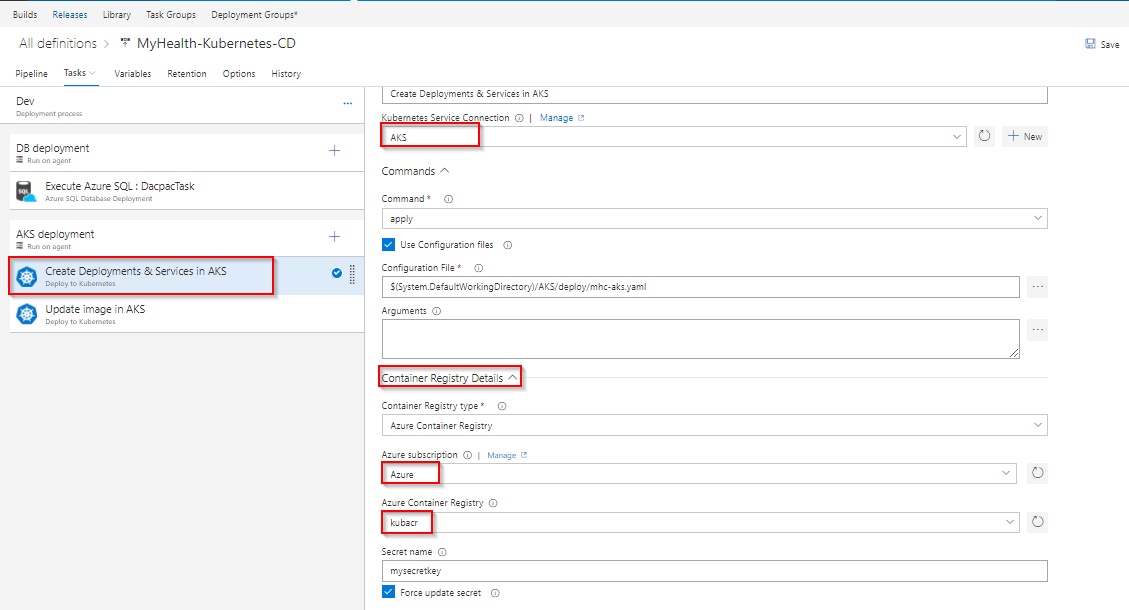 Builds Releases Library Task Groups Deployment Groups*
All definitions > MyHealth-Kubernetes-CD Save
Pipeline Tasks Variables Retention Options History
Dev ...
Deployment process
DB deployment
Run on agent
SQL
Execute Azure SQL : DacpacTask
Azure SQL Database Deployment
AKS deployment
Run on agent
Create Deployments & Services in AKS
Deploy to Kubernetes
Update image in AKS
Deploy to Kubernetes
Create Deployments & Services in AKS
Kubernetes Service Connection | Manage
AKS
New
Commands
Command *
apply
Use Configuration files
Configuration File *
$(System.DefaultWorkingDirectory)/AKS/deploy/mhc-aks.yaml ...
Arguments
...
Container Registry Details
Container Registry type *
Azure Container Registry
Azure subscription | Manage
Azure
Azure Container Registry
kubacr
Secret name
mysecretkey
Force update secret